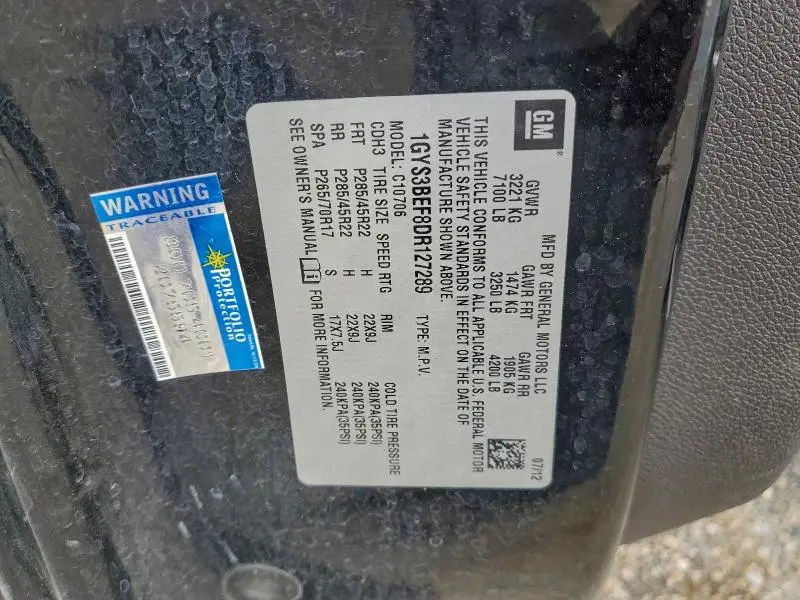 GM
MFD BY GENERAL MOTORS LLC 07/12
GVWR GAWR FRT GAWR RR
3221 KG 1474 KG 1905 KG
7100 LB 3250 LB 4200 LB
THIS VEHICLE CONFORMS TO ALL APPLICABLE U.S. FEDERAL MOTOR
VEHICLE SAFETY STANDARDS IN EFFECT ON THE DATE OF
MANUFACTURE SHOWN ABOVE.
1GYS3BEF8DR127289 TYPE: M.P.V.
MODEL: C10706
CDH3 TIRE SIZE SPEED RTG RIM COLD TIRE PRESSURE
FRT P285/45R22 H 22X9J 240KPA(35PSI)
RR P285/45R22 H 22X9J 240KPA(35PSI)
SPA P265/70R17 S 17X7.5J 240KPA(35PSI)
SEE OWNER'S MANUAL i FOR MORE INFORMATION.
WARNING
TRACEABLE
PORTFOLIO
protection